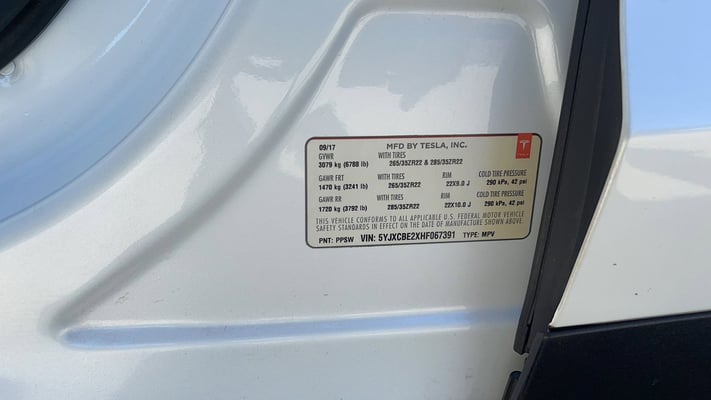 09/17 MFD BY TESLA, INC.
GVWR WITH TIRES
3079 kg (6788 lb) 265/35ZR22 & 285/35ZR22
GAWR FRT WITH TIRES RIM COLD TIRE PRESSURE
1470 kg (3241 lb) 265/35ZR22 22X9.0 J 290 kPa, 42 psi
GAWR RR WITH TIRES RIM COLD TIRE PRESSURE
1720 kg (3792 lb) 285/35ZR22 22X10.0 J 290 kPa, 42 psi
THIS VEHICLE CONFORMS TO ALL APPLICABLE U.S. FEDERAL MOTOR VEHICLE
SAFETY STANDARDS IN EFFECT ON THE DATE OF MANUFACTURE SHOWN ABOVE.
PNT: PPSW VIN: 5YJXCBE2XHF067391 TYPE: MPV